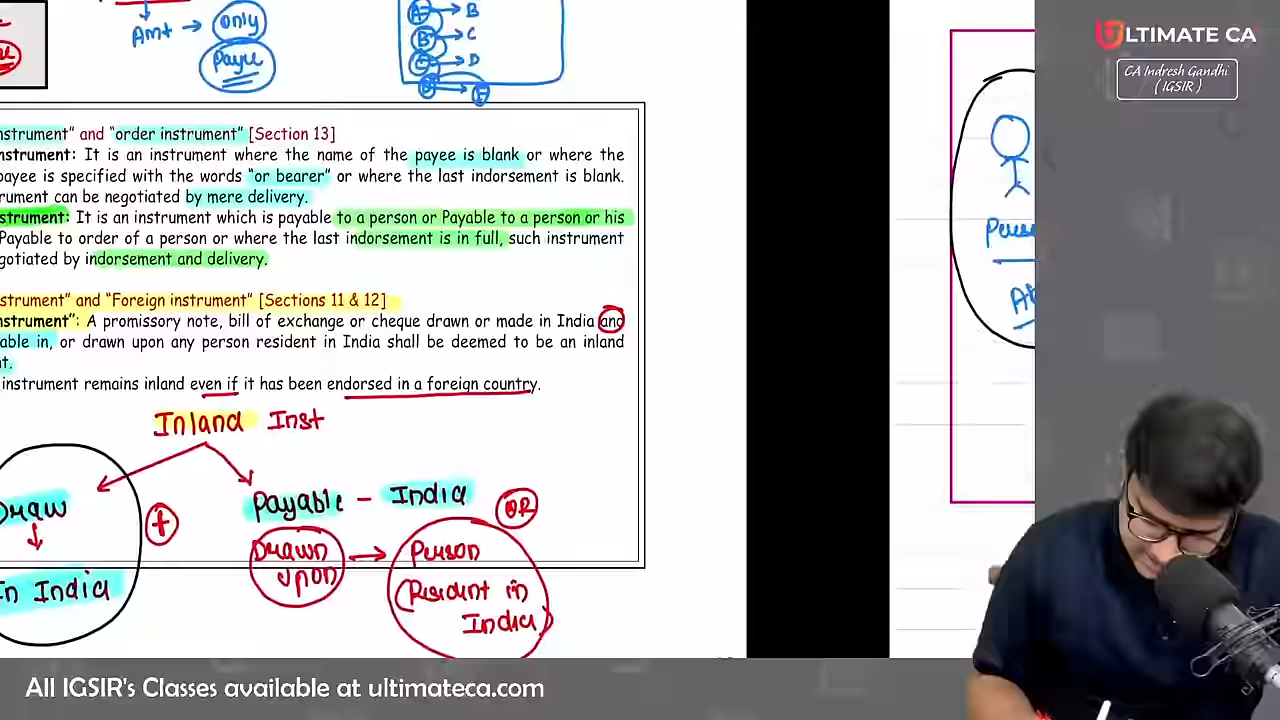 Amt → only
Payee
A → B
B → C
C → D
ULTIMATE CA
CA Indresh Gandhi
( IGSIR )
nstrument" and "order instrument" [Section 13]
nstrument: It is an instrument where the name of the payee is blank or where the
payee is specified with the words "or bearer" or where the last indorsement is blank.
rument can be negotiated by mere delivery.
strument: It is an instrument which is payable to a person or Payable to a person or his
Payable to order of a person or where the last indorsement is in full, such instrument
gotiated by indorsement and delivery.
strument" and "Foreign instrument" [Sections 11 & 12]
nstrument": A promissory note, bill of exchange or cheque drawn or made in India and
able in, or drawn upon any person resident in India shall be deemed to be an inland
t.
instrument remains inland even if it has been endorsed in a foreign country.
Inland Inst
Draw
In India
+
Payable - India
OR
Drawn upon → Person
(Resident in
India)
All IGSIR's Classes available at ultimateca.com